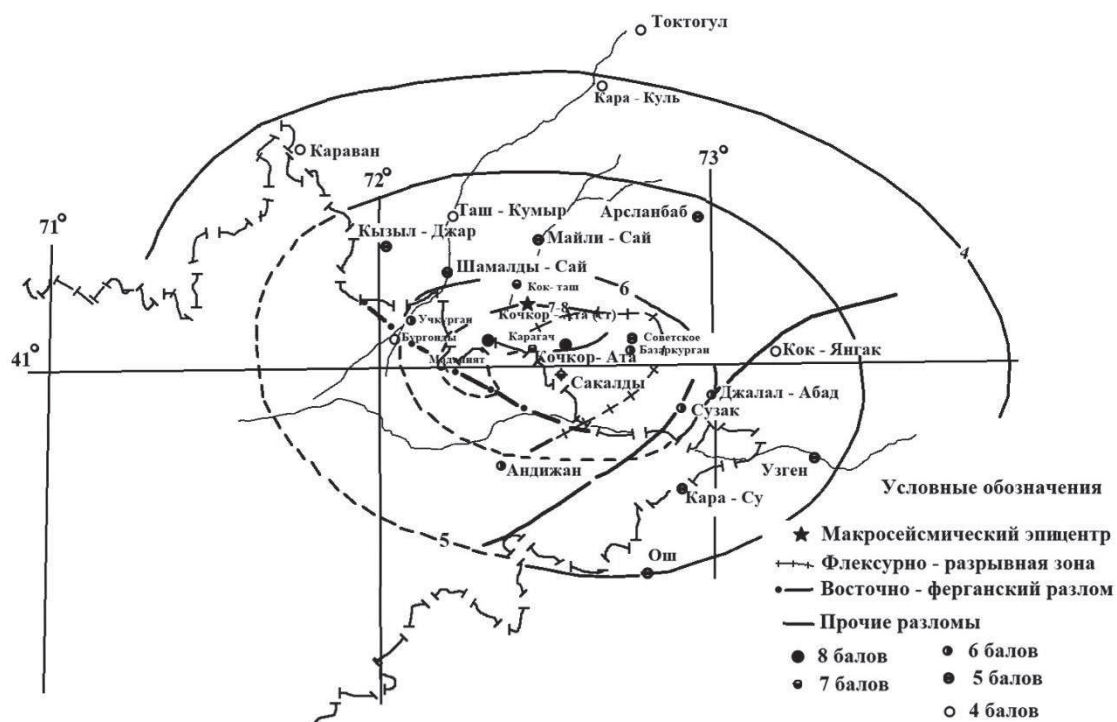 Токтогул
Кара - Куль
Караван
73°
72°
71°
Таш - Кумыр
Арсланбаб
Кызыл - Джар
Майли - Сай
4
Шамалды - Сай
Кок- таш
6
7-8
Кочкор - Ата (ст)
Учкурган
Бургонды
Карагач
Советское
Базаркурган
41°
Кочкор- Ата
Кок - Янгак
Сакалды
Джалал - Абад
Сузак
Андижан
Узген
Кара - Су
5
Ош
Условные обозначения
Макросейсмический эпицентр
Флексурно - разрывная зона
Восточно - ферганский разлом
Прочие разломы
8 балов
6 балов
7 балов
5 балов
4 балов